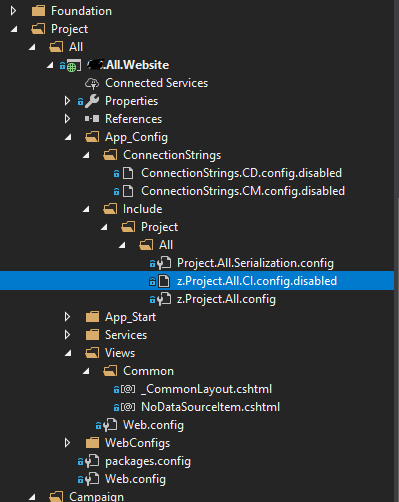 Foundation
Project
All
.All.Website
Connected Services
Properties
References
App_Config
ConnectionStrings
ConnectionStrings.CD.config.disabled
ConnectionStrings.CM.config.disabled
Include
Project
All
Project.All.Serialization.config
z.Project.All.CI.config.disabled
z.Project.All.config
App_Start
Services
Views
Common
_CommonLayout.cshtml
NoDataSourceItem.cshtml
Web.config
WebConfigs
packages.config
Web.config
Campaign